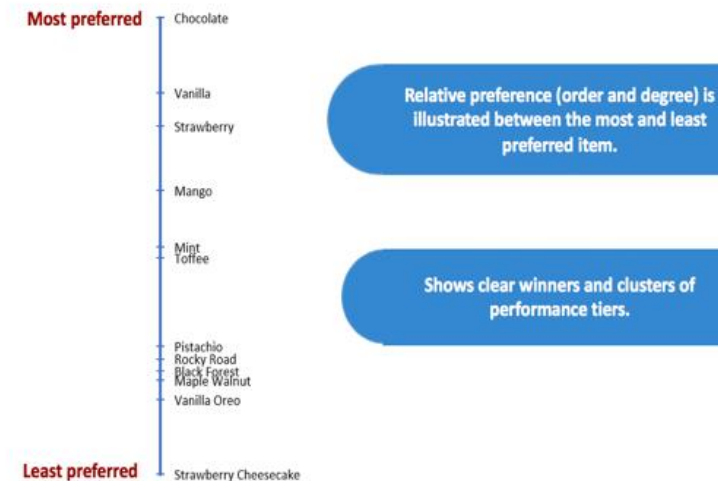 Most preferred
Chocolate
Vanilla
Strawberry
Mango
Mint
Toffee
Pistachio
Rocky Road
Black Forest
Maple Walnut
Vanilla Oreo
Least preferred
Strawberry Cheesecake
Relative preference (order and degree) is
illustrated between the most and least
preferred item.
Shows clear winners and clusters of
performance tiers.